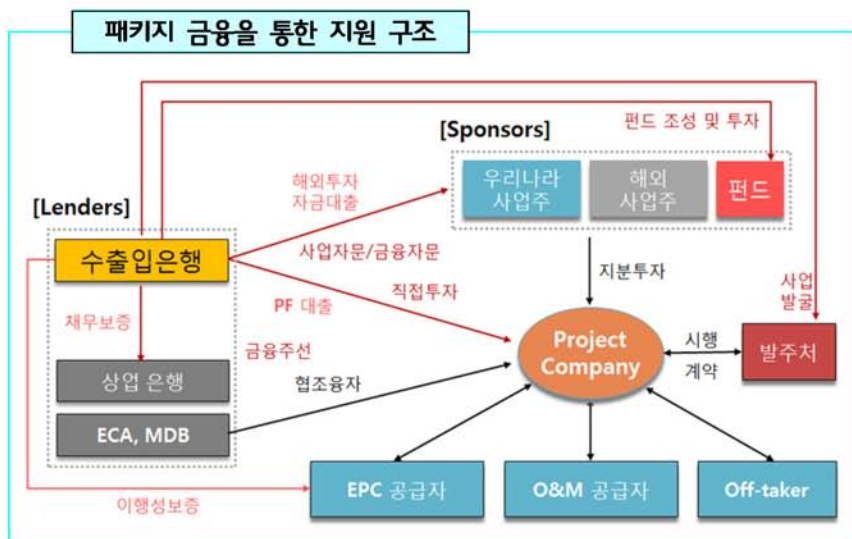 패키지 금융을 통한 지원 구조
펀드 조성 및 투자
[Sponsors]
우리나라
사업주
해외
사업주
펀드
해외투자
자금대출
[Lenders]
수출입은행
사업자문/금융자문
직접투자
지분투자
사업
발굴
PF 대출
채무보증
금융주선
Project
Company
시행
계약
발주처
상업 은행
협조융자
ECA, MDB
EPC 공급자
O&M 공급자
Off-taker
이행성보증